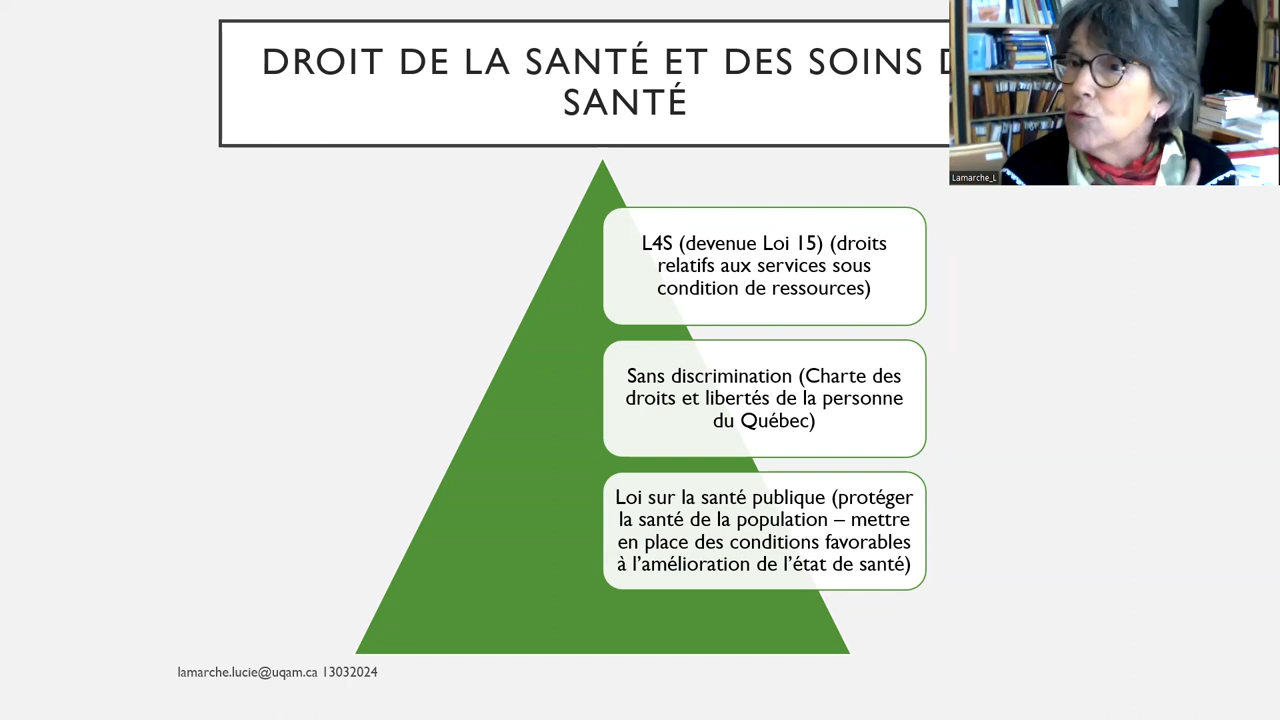 DROIT DE LA SANTÉ ET DES SOINS
SANTÉ
Lamarche_L
L4S (devenue Loi 15) (droits
relatifs aux services sous
condition de ressources)
Sans discrimination (Charte des
droits et libertés de la personne
du Québec)
Loi sur la santé publique (protéger
la santé de la population – mettre
en place des conditions favorables
à l'amélioration de l'état de santé)
lamarche.lucie@uqam.ca 13032024